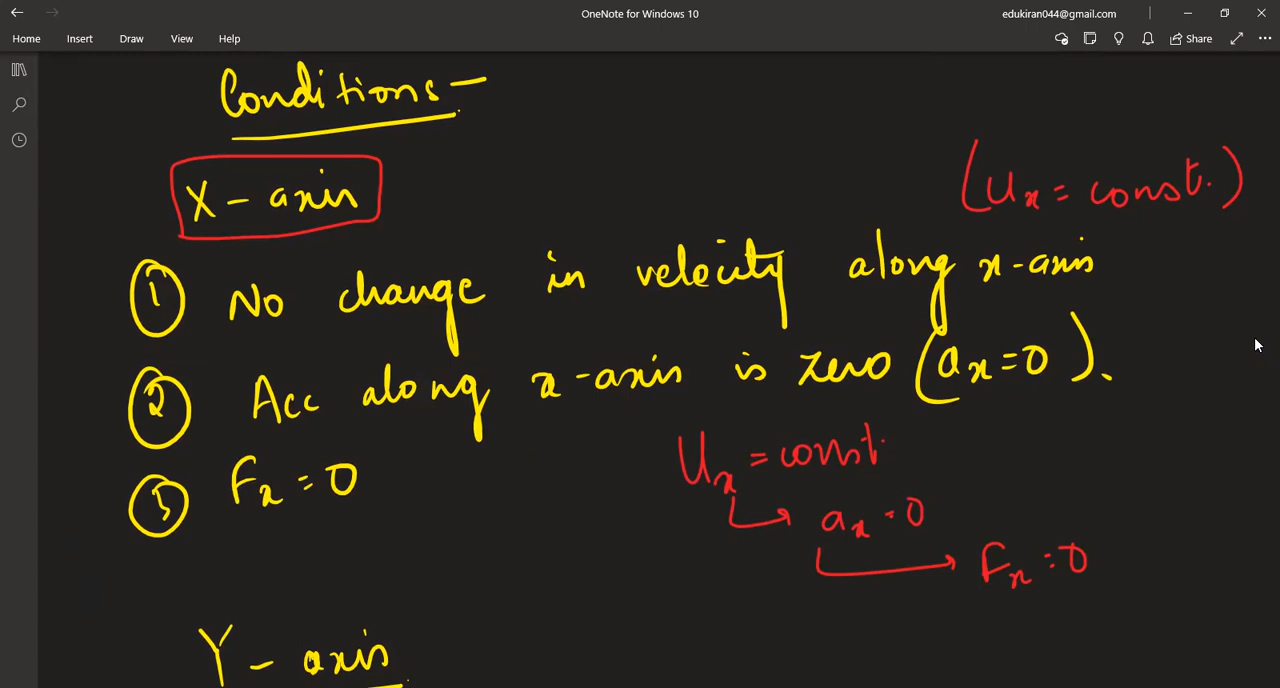 OneNote for Windows 10
edukiran044@gmail.com
Home Insert Draw View Help
Share
Conditions-
X-axis
(Ux = const.)
① No change in velocity along x-axis
② Acc along x-axis is zero (ax=0).
③ Fx=0
Ux = const.
ax = 0
Fx = 0
Y-axis